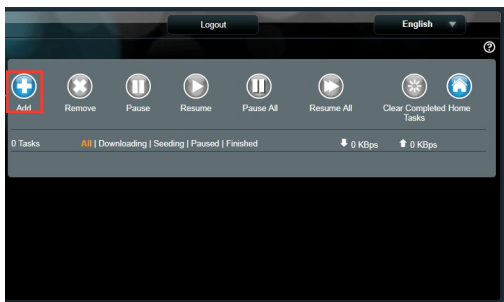 Logout English
Add Remove Pause Resume Pause All Resume All Clear Completed Tasks Home
0 Tasks All | Downloading | Seeding | Paused | Finished 0 KBps 0 KBps